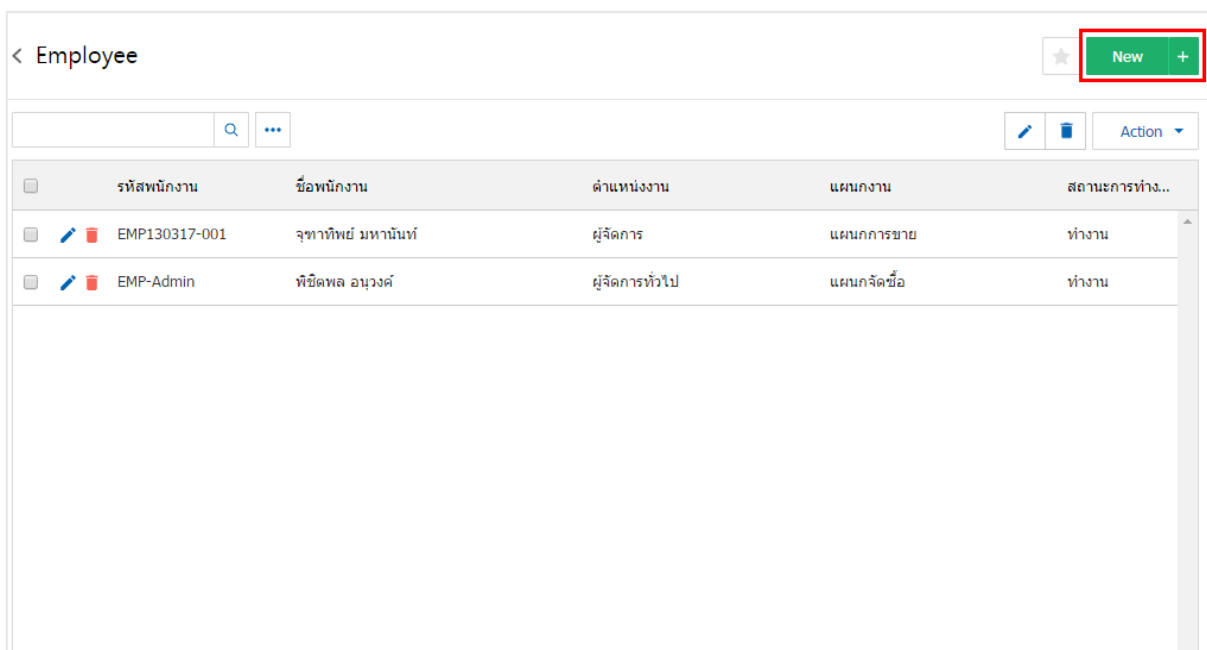 Employee
New +
Action
รหัสพนักงาน ชื่อพนักงาน ตำแหน่งงาน แผนกงาน สถานะการทำง...
EMP130317-001 จุฑาทิพย์ มหานันท์ ผู้จัดการ แผนกการขาย ทำงาน
EMP-Admin พิชิตพล อนุวงค์ ผู้จัดการทั่วไป แผนกจัดซื้อ ทำงาน